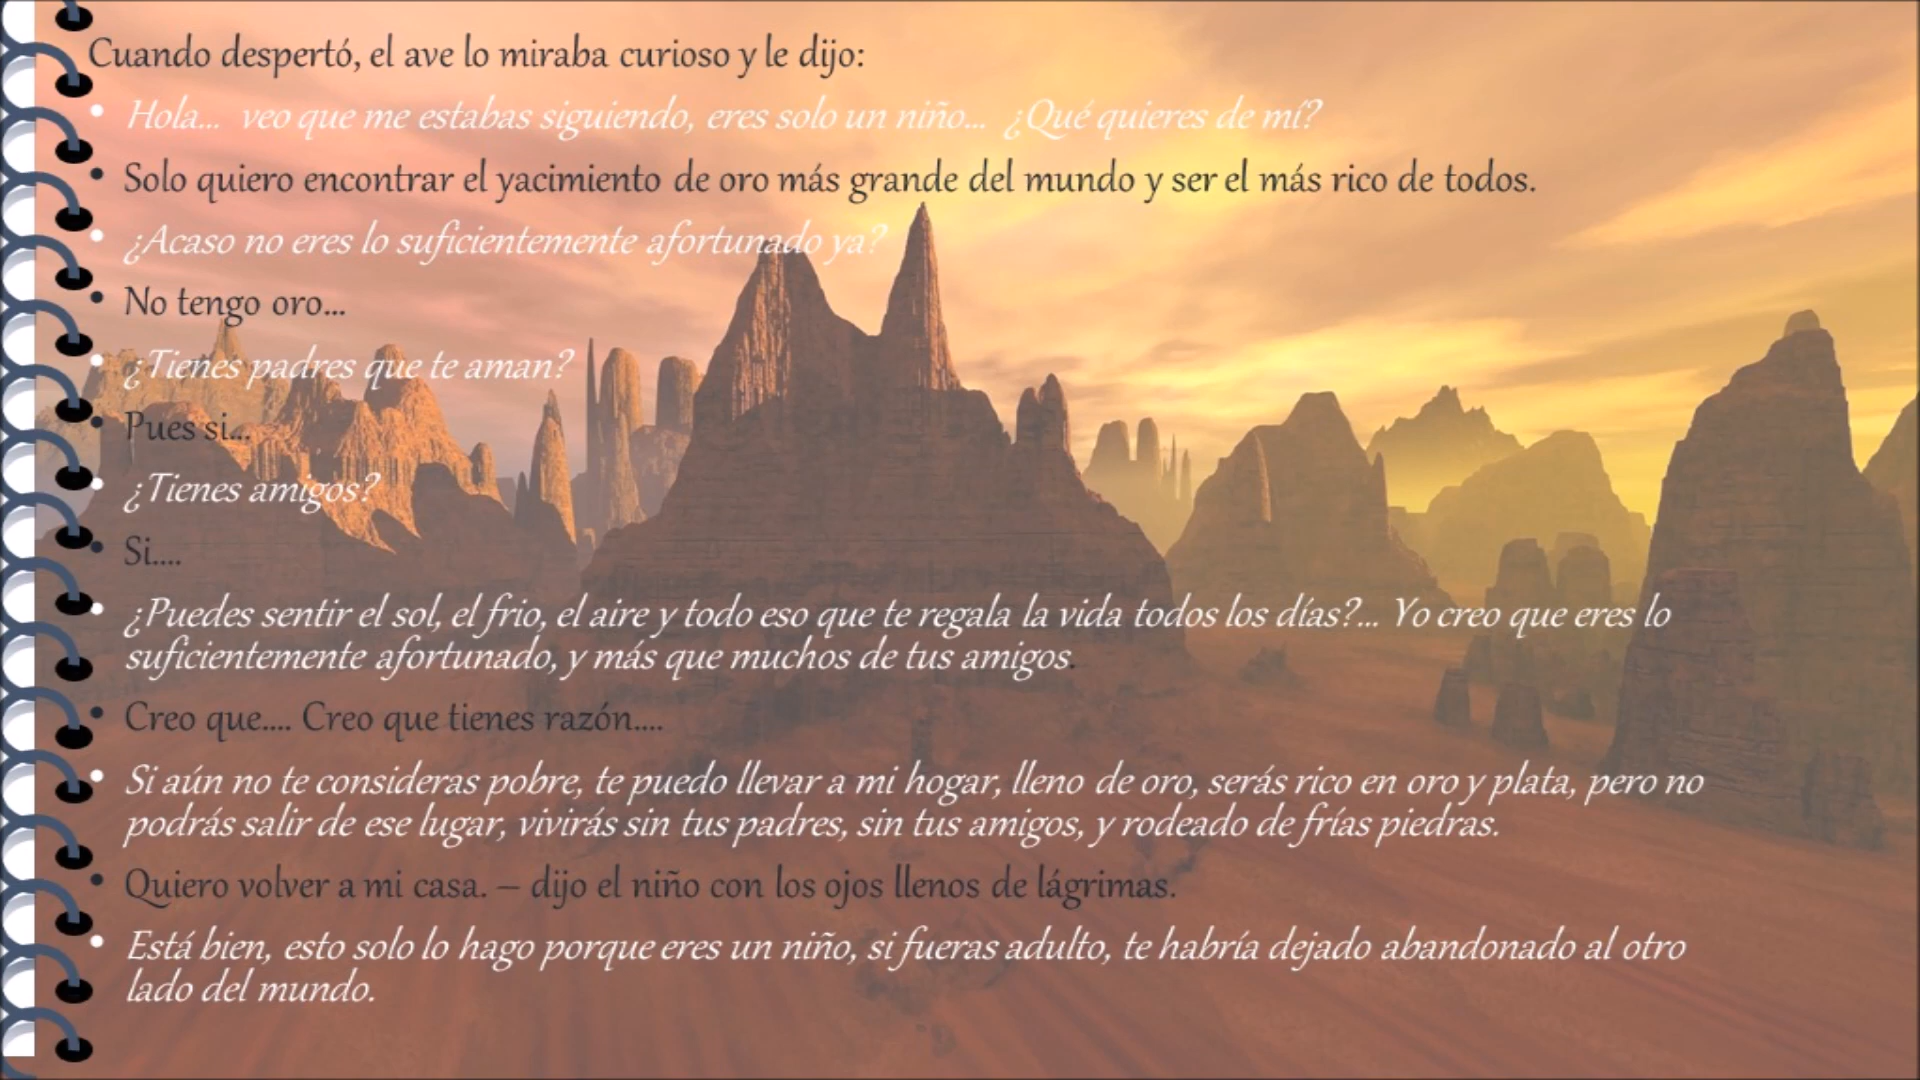 Cuando despertó, el ave lo miraba curioso y le dijo:
• Hola... veo que me estabas siguiendo, eres solo un niño... ¿Qué quieres de mí?
• Solo quiero encontrar el yacimiento de oro más grande del mundo y ser el más rico de todos.
• ¿Acaso no eres lo suficientemente afortunado ya?
• No tengo oro...
• ¿Tienes padres que te aman?
• Pues si...
• ¿Tienes amigos?
• Si....
• ¿Puedes sentir el sol, el frio, el aire y todo eso que te regala la vida todos los días?... Yo creo que eres lo
suficientemente afortunado, y más que muchos de tus amigos.
• Creo que.... Creo que tienes razón....
• Si aún no te consideras pobre, te puedo llevar a mi hogar, lleno de oro, serás rico en oro y plata, pero no
podrás salir de ese lugar, vivirás sin tus padres, sin tus amigos, y rodeado de frías piedras.
• Quiero volver a mi casa. – dijo el niño con los ojos llenos de lágrimas.
• Está bien, esto solo lo hago porque eres un niño, si fueras adulto, te habría dejado abandonado al otro
lado del mundo.